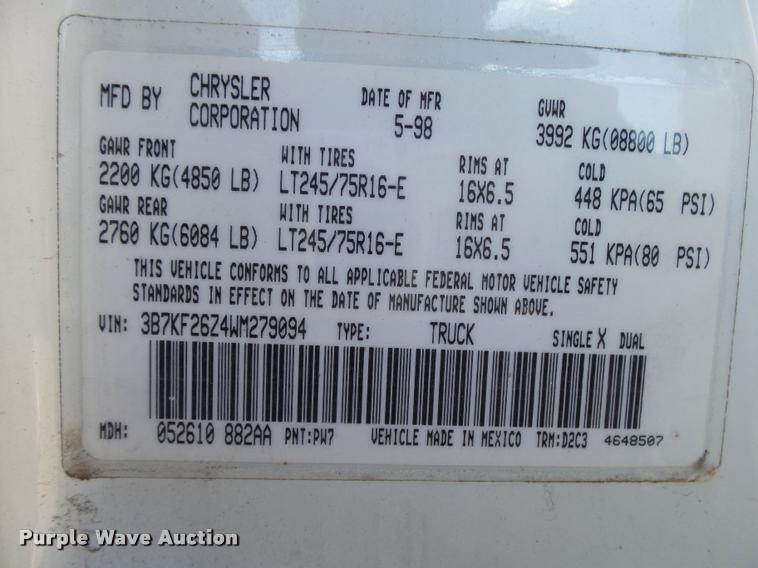 MFD BY CHRYSLER CORPORATION DATE OF MFR 5-98 GVWR 3992 KG(08800 LB)
GAWR FRONT WITH TIRES RIMS AT COLD
2200 KG(4850 LB) LT245/75R16-E 16X6.5 448 KPA(65 PSI)
GAWR REAR WITH TIRES RIMS AT COLD
2760 KG(6084 LB) LT245/75R16-E 16X6.5 551 KPA(80 PSI)
THIS VEHICLE CONFORMS TO ALL APPLICABLE FEDERAL MOTOR VEHICLE SAFETY
STANDARDS IN EFFECT ON THE DATE OF MANUFACTURE SHOWN ABOVE.
VIN: 3B7KF26Z4WM279094 TYPE: TRUCK SINGLE X DUAL
MDH: 052610 882AA PNT:PW7 VEHICLE MADE IN MEXICO TRM:D2C3 4648507
Purple Wave Auction